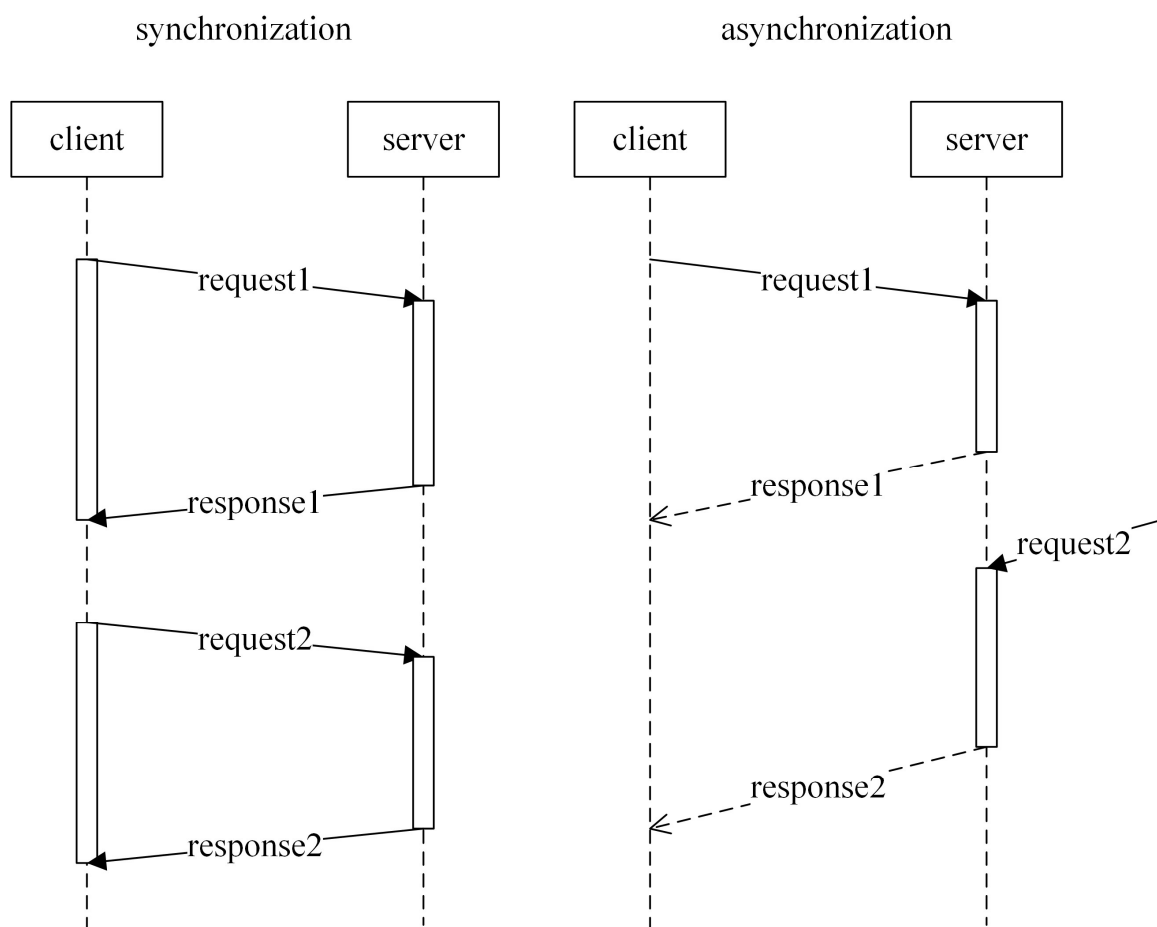 synchronization
asynchronization
client
server
client
server
request1
request1
response1
response1
request2
request2
response2
response2